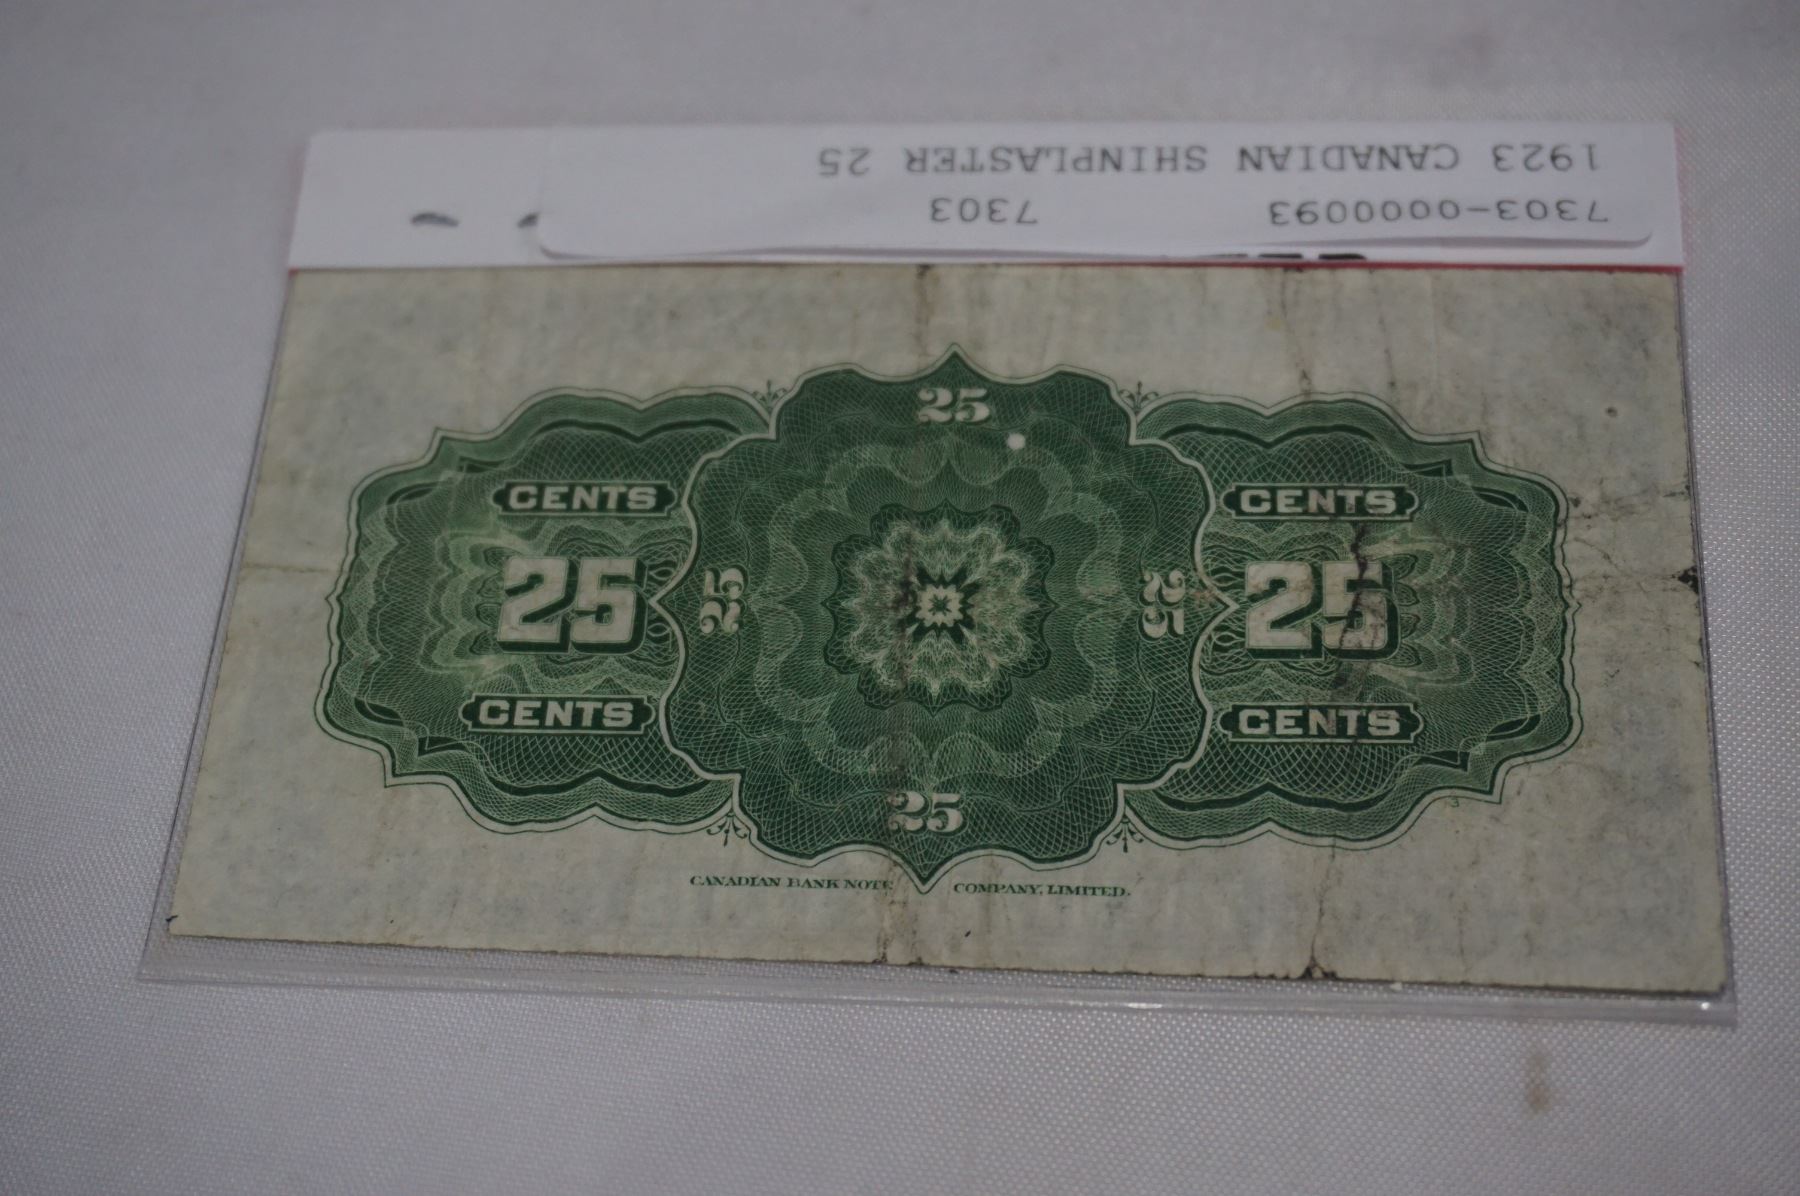 1923 CANADIAN SHINPLASTER 25
7303-0000093 7303
25
CENTS CENTS
25 25 25 25
CENTS CENTS
25
CANADIAN BANK NOTE COMPANY, LIMITED.
3